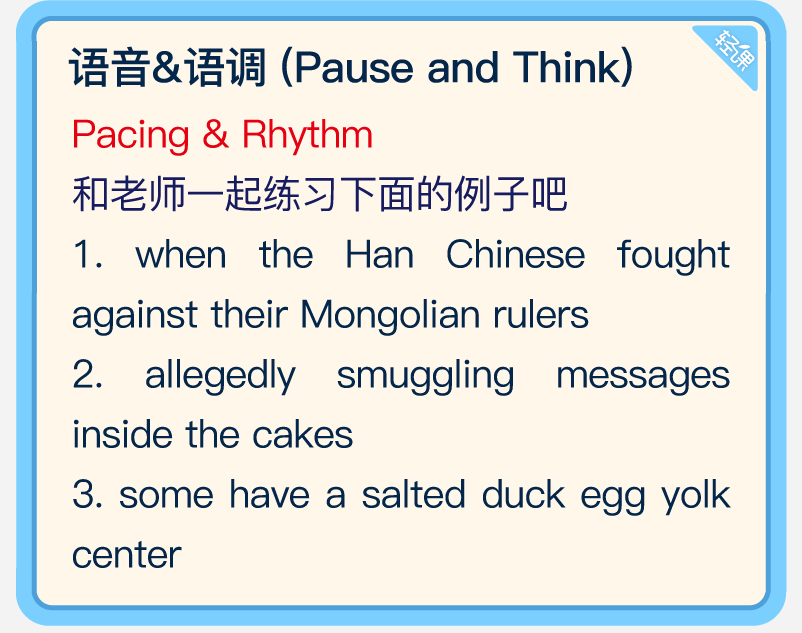 语音&语调 (Pause and Think)
轻课
Pacing & Rhythm
和老师一起练习下面的例子吧
1. when the Han Chinese fought
against their Mongolian rulers
2. allegedly smuggling messages
inside the cakes
3. some have a salted duck egg yolk
center